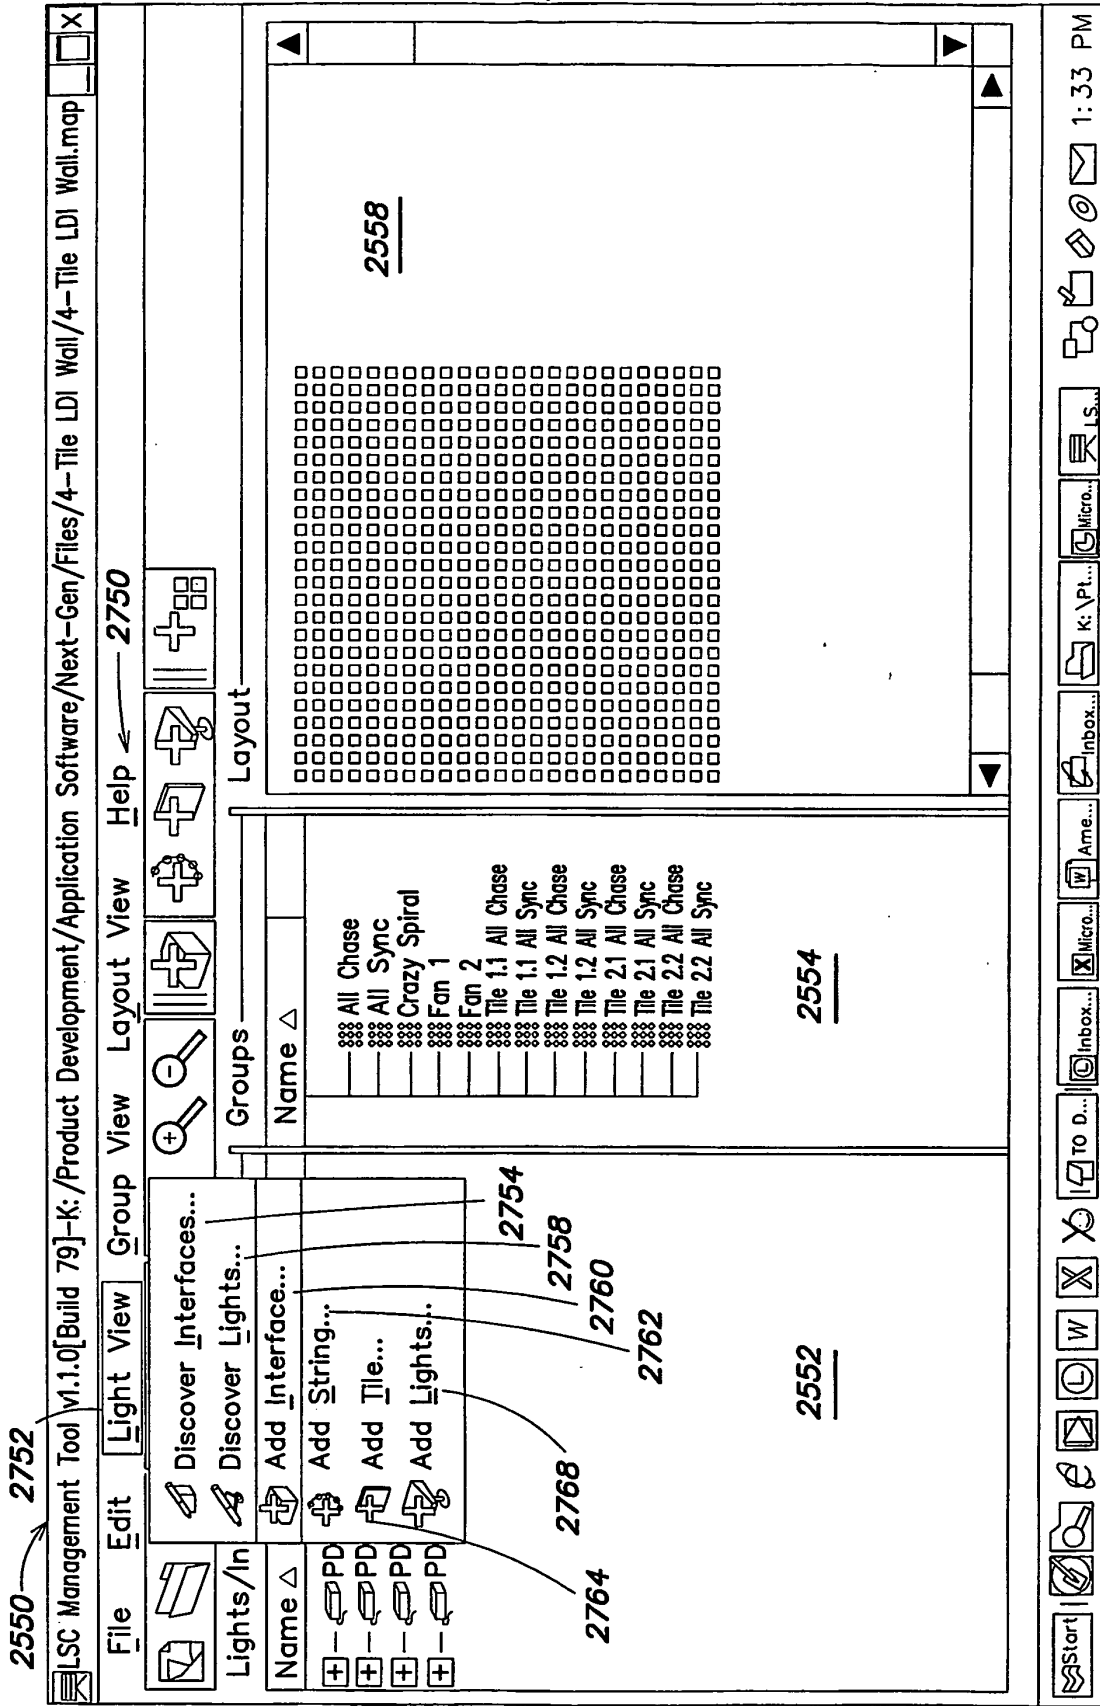 2550
2752
LSC Management Tool v1.1.0[Build 79]-K:/Product Development/Application Software/Next-Gen/Files/4-Tile LDI Wall/4-Tile LDI Wall.map
File Edit Light View Group View Layout View Help
2750
Discover Interfaces...
Discover Lights...
Add Interface...
Add String...
Add Tile...
Add Lights...
2754
2758
2760
2762
2768
2764
Lights/In
Name
PD
PD
PD
PD
2552
Groups
Name
All Chase
All Sync
Crazy Spiral
Fan 1
Fan 2
Tile 1.1 All Chase
Tile 1.1 All Sync
Tile 1.2 All Chase
Tile 1.2 All Sync
Tile 2.1 All Chase
Tile 2.1 All Sync
Tile 2.2 All Chase
Tile 2.2 All Sync
2554
Layout
2558
Start L W X TO D... Inbox... Micro... Ame... Inbox... K:\Pt... Micro... LS... 1:33 PM